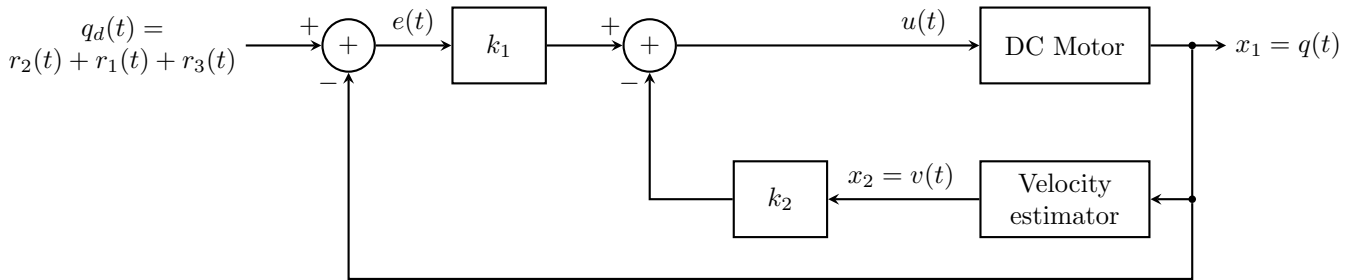 q_d(t) =
r_2(t) + r_1(t) + r_3(t)
+
+
−
e(t)
k_1
+
+
−
u(t)
DC Motor
x_1 = q(t)
k_2
x_2 = v(t)
Velocity
estimator